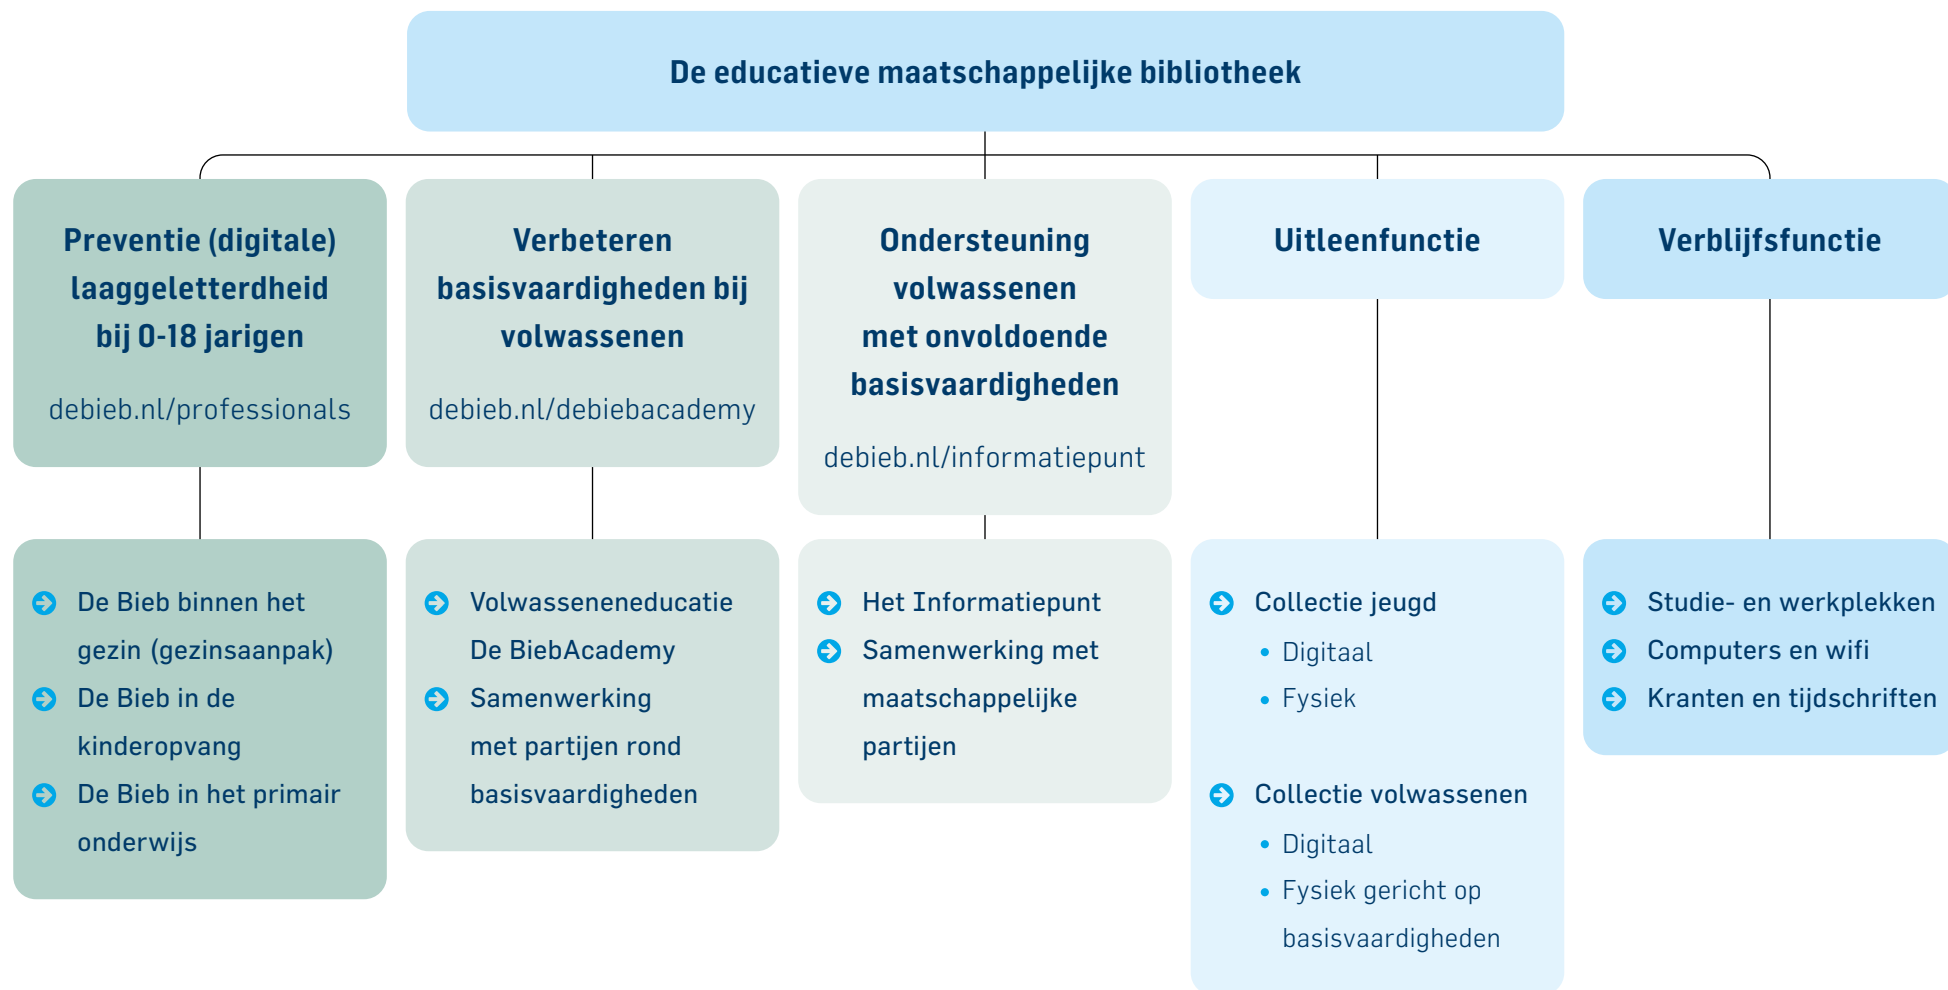 De educatieve maatschappelijke bibliotheek
Preventie (digitale)
laaggeletterdheid
bij 0-18 jarigen
debieb.nl/professionals
De Bieb binnen het
gezin (gezinsaanpak)
De Bieb in de
kinderopvang
De Bieb in het primair
onderwijs
Verbeteren
basisvaardigheden bij
volwassenen
debieb.nl/debiebacademy
Volwasseneneducatie
De BiebAcademy
Samenwerking
met partijen rond
basisvaardigheden
Ondersteuning
volwassenen
met onvoldoende
basisvaardigheden
debieb.nl/informatiepunt
Het Informatiepunt
Samenwerking met
maatschappelijke
partijen
Uitleenfunctie
Collectie jeugd
• Digitaal
• Fysiek
Collectie volwassenen
• Digitaal
• Fysiek gericht op
basisvaardigheden
Verblijfsfunctie
Studie- en werkplekken
Computers en wifi
Kranten en tijdschriften